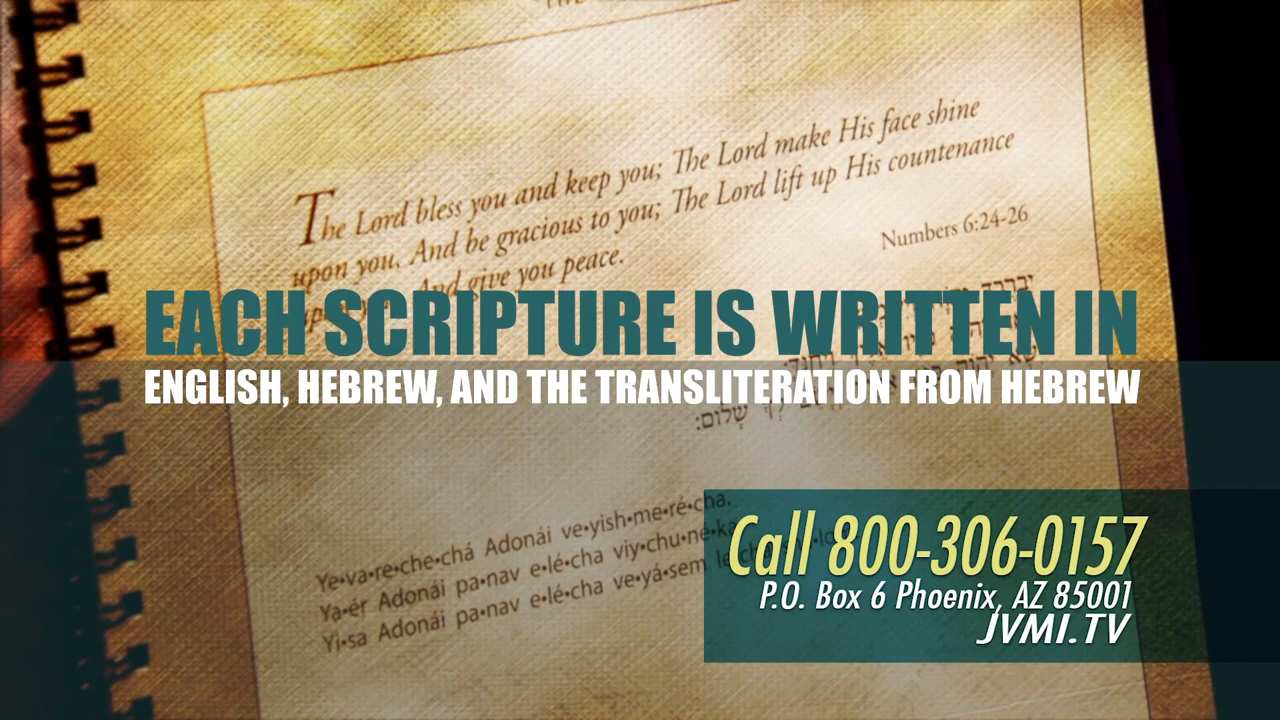 The Lord bless you and keep you; The Lord make His face shine
upon you, And be gracious to you; The Lord lift up His countenance
And give you peace.
Numbers 6:24-26
EACH SCRIPTURE IS WRITTEN IN
ENGLISH, HEBREW, AND THE TRANSLITERATION FROM HEBREW
לְךָ שָׁלוֹם:
Ye•va•re•che•chá Adonái ve•yish•me•ré•cha.
Ya•ér Adonái pa•nav e•lé•cha viy•chu•né•ka
Yi•sa Adonái pa•nav e•lé•cha ve•yá•sem
Call 800-306-0157
P.O. Box 6 Phoenix, AZ 85001
JVMI.TV